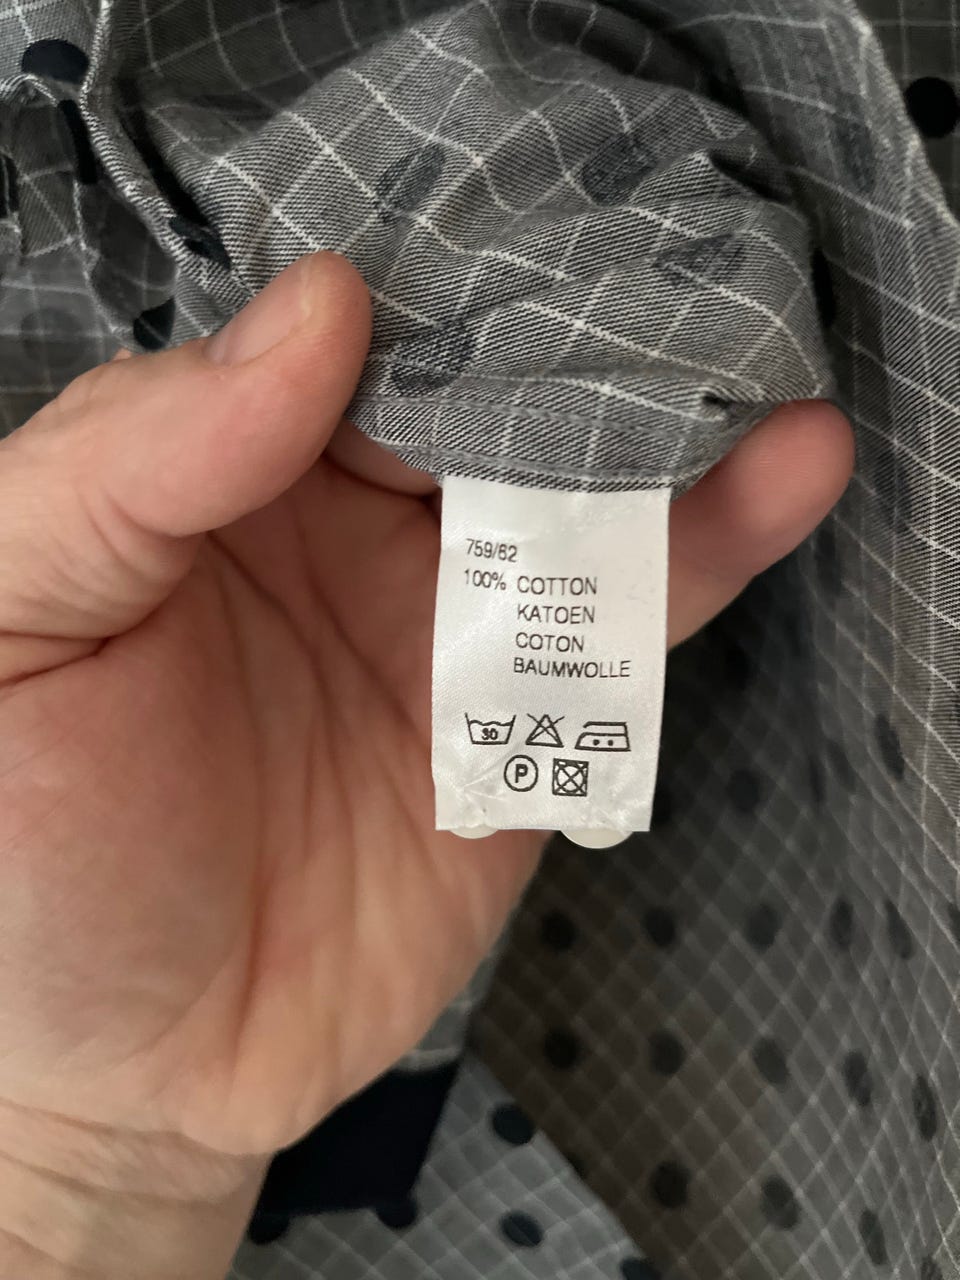 759/62
100% COTTON
KATOEN
COTON
BAUMWOLLE
30
P